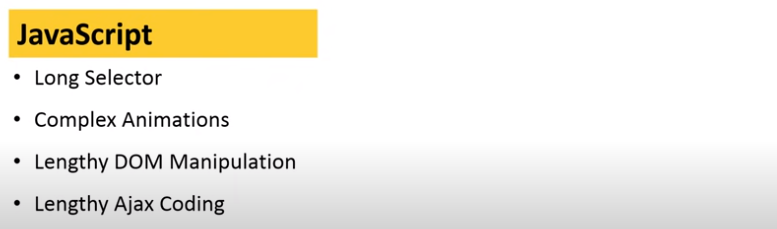 JavaScript
• Long Selector
• Complex Animations
• Lengthy DOM Manipulation
• Lengthy Ajax Coding